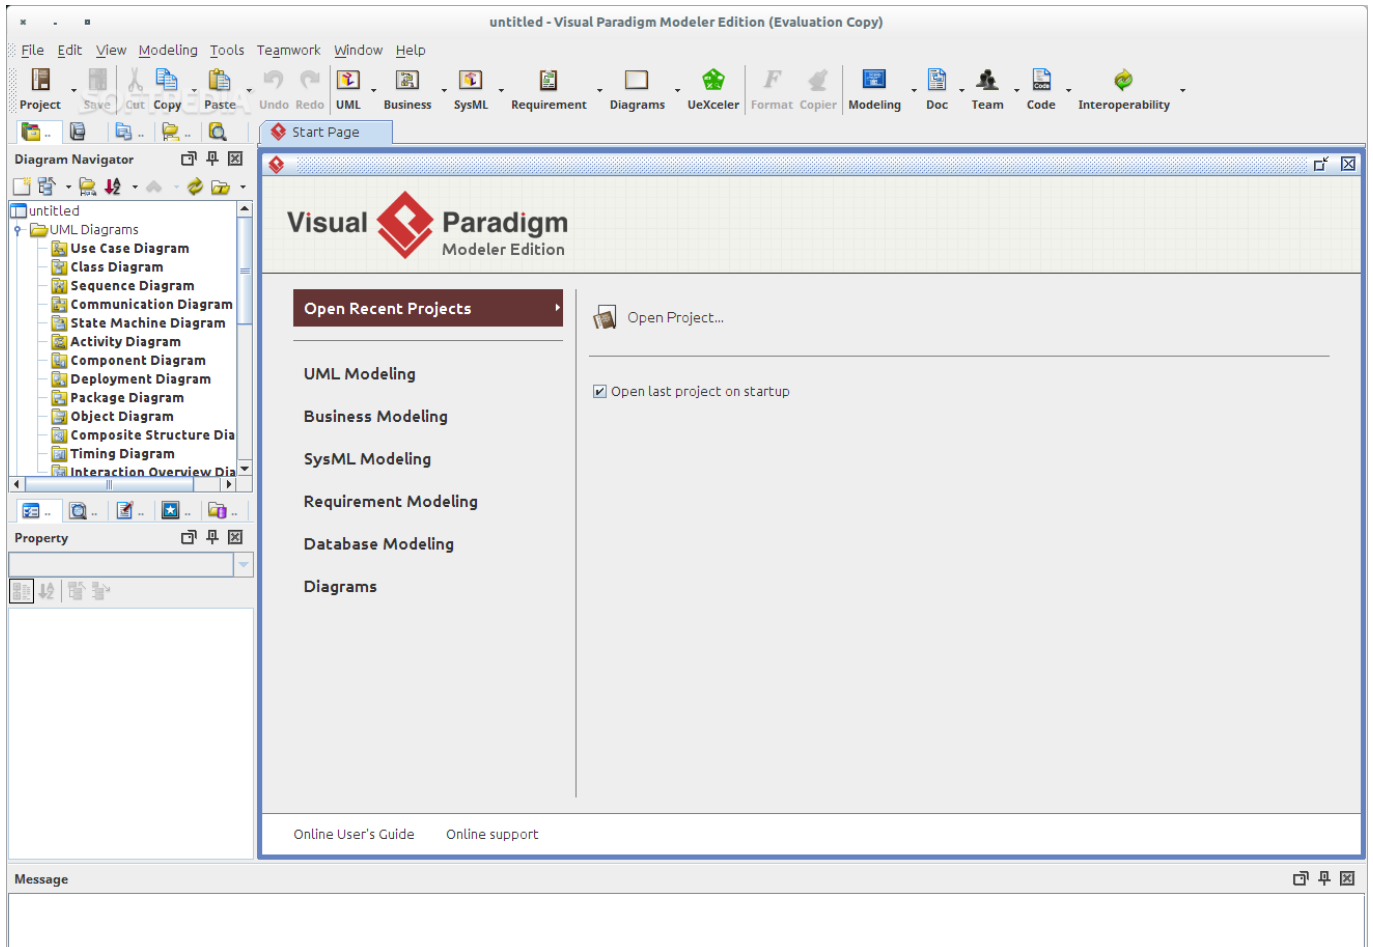 untitled - Visual Paradigm Modeler Edition (Evaluation Copy)
File Edit View Modeling Tools Teamwork Window Help
Project Save Cut Copy Paste Undo Redo UML Business SysML Requirement Diagrams UeXceler Format Copier Modeling Doc Team Code Interoperability
SOFTPEDIA
Start Page
Diagram Navigator
untitled
UML Diagrams
Use Case Diagram
Class Diagram
Sequence Diagram
Communication Diagram
State Machine Diagram
Activity Diagram
Component Diagram
Deployment Diagram
Package Diagram
Object Diagram
Composite Structure Dia
Timing Diagram
Interaction Overview Dia
Property
Visual Paradigm
Modeler Edition
Open Recent Projects
UML Modeling
Business Modeling
SysML Modeling
Requirement Modeling
Database Modeling
Diagrams
Open Project...
Open last project on startup
Online User's Guide Online support
Message